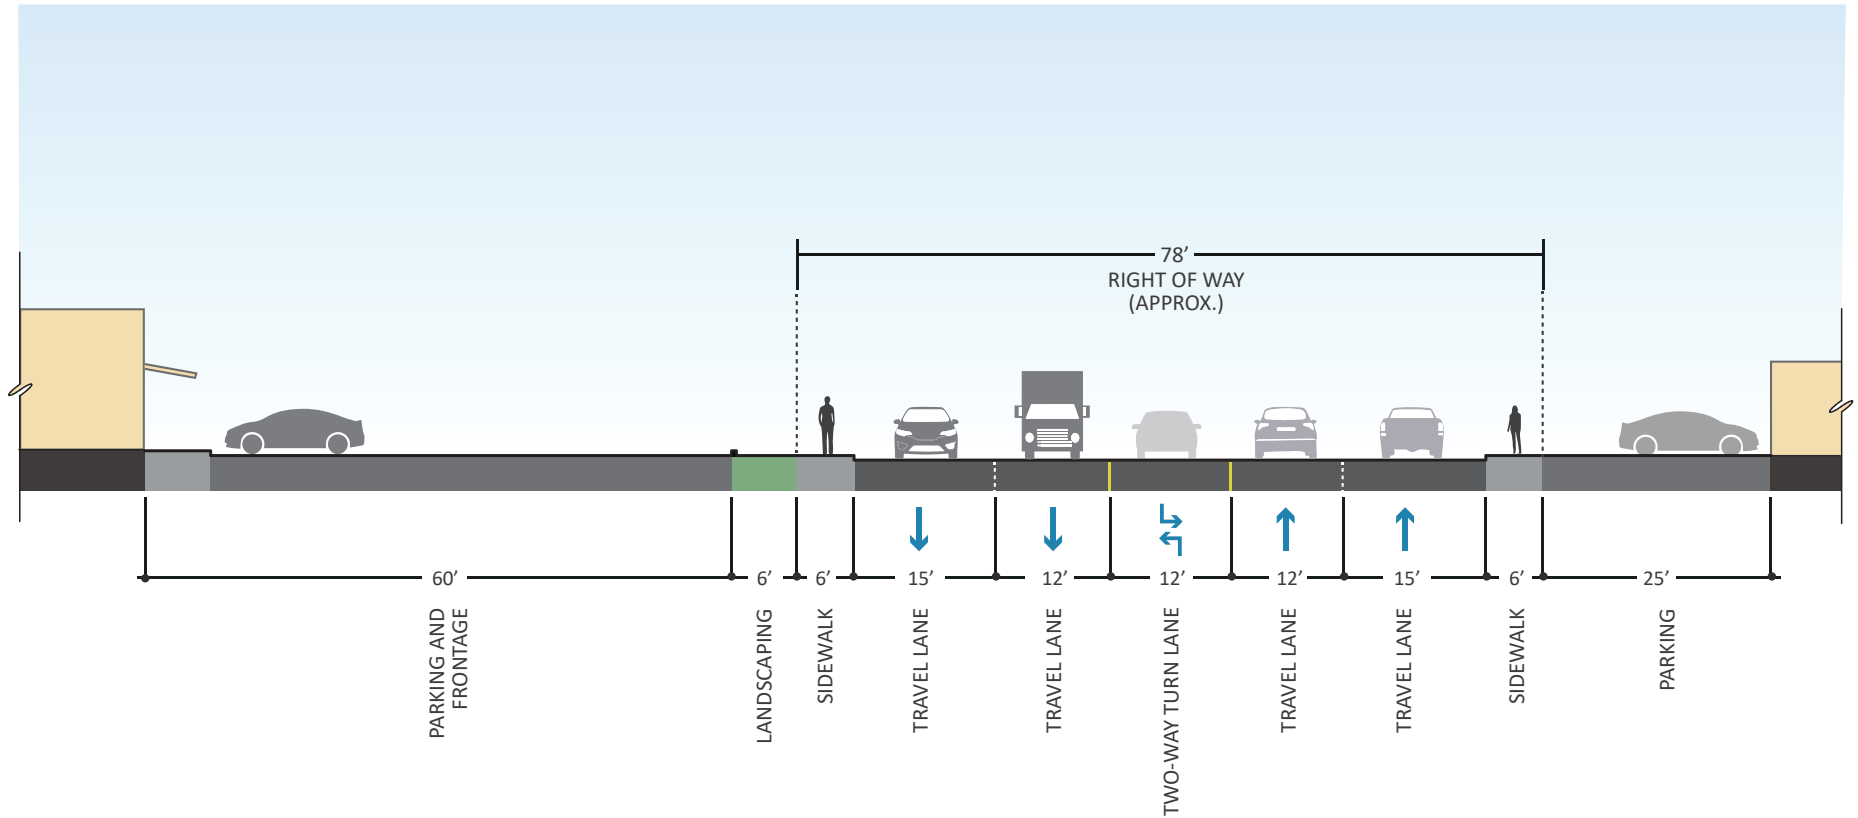 78’
RIGHT OF WAY
(APPROX.)
60’
6’
6’
15’
12’
12’
12’
15’
6’
25’
PARKING AND
FRONTAGE
LANDSCAPING
SIDEWALK
TRAVEL LANE
TRAVEL LANE
TWO-WAY TURN LANE
TRAVEL LANE
TRAVEL LANE
SIDEWALK
PARKING